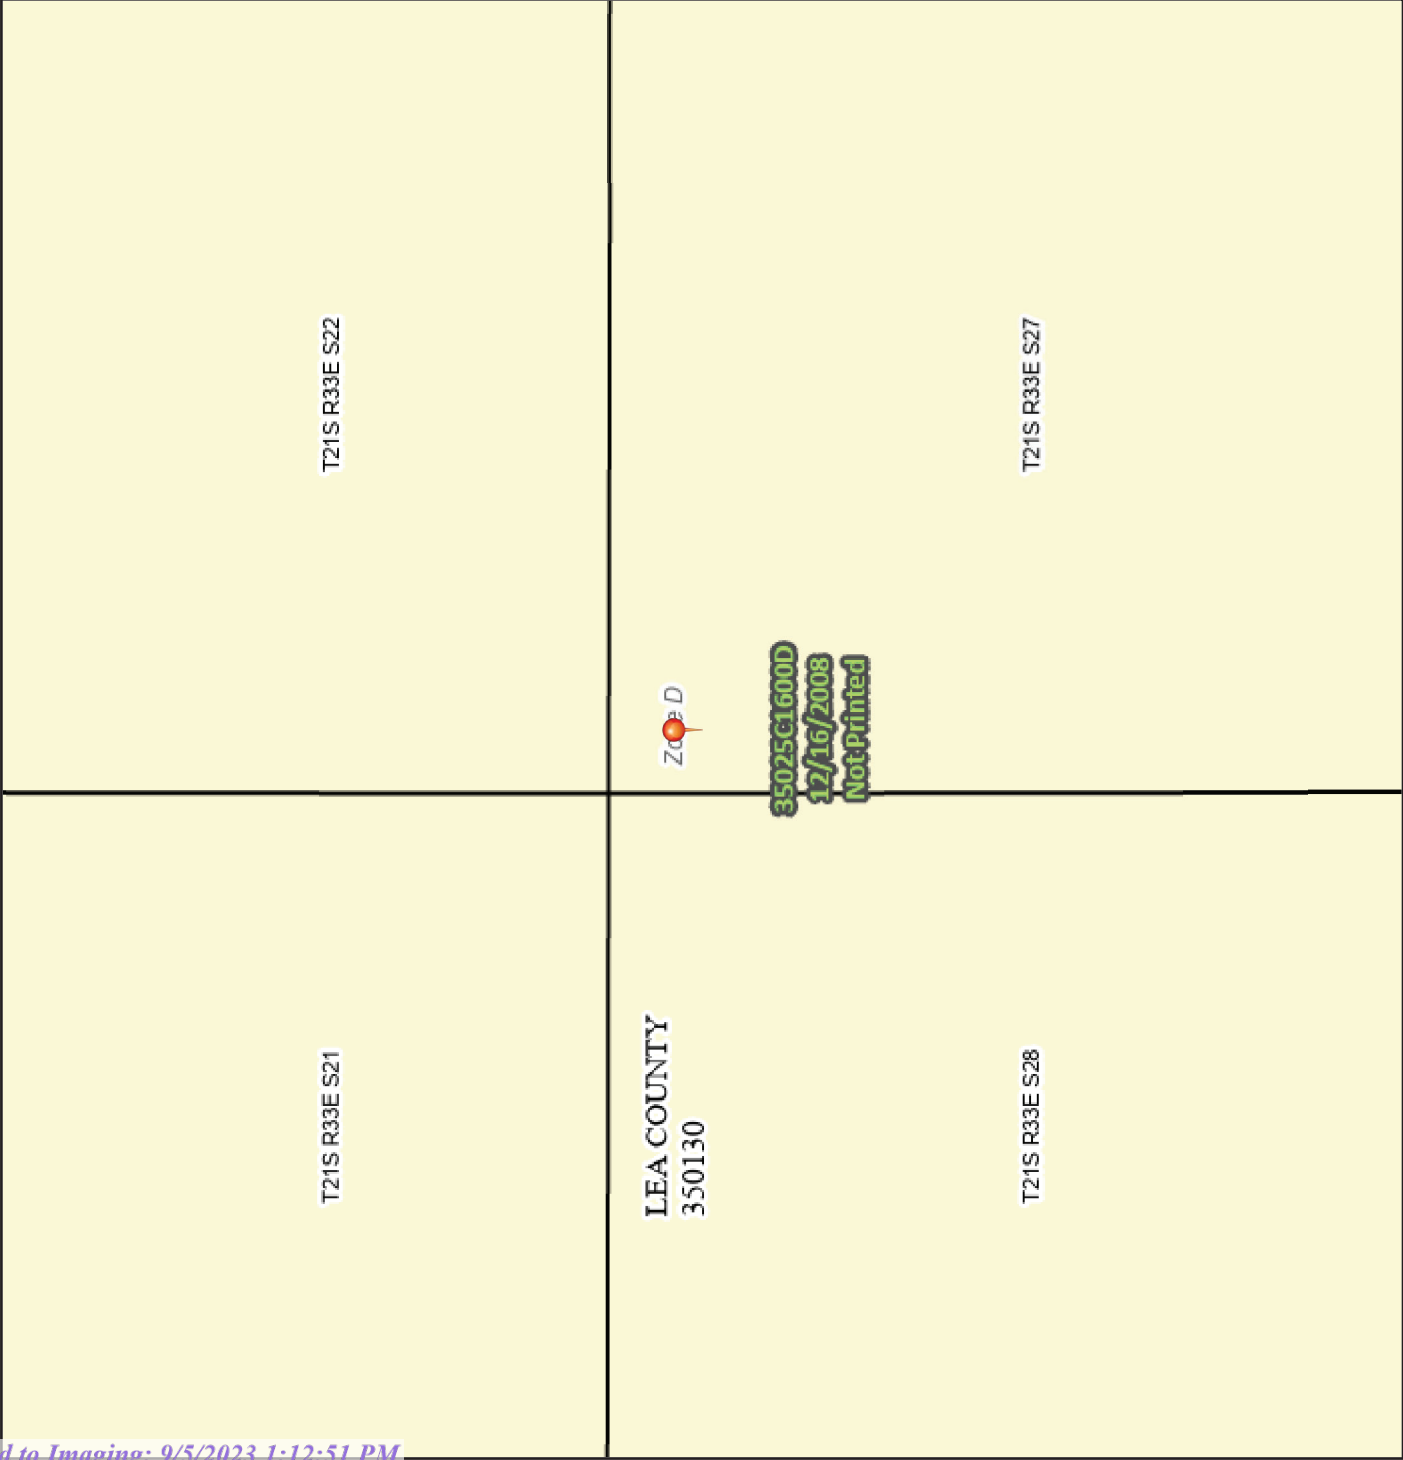 T21S R33E S21
T21S R33E S22
LEA COUNTY
350130
Zone D
35025C1600D
12/16/2008
Not Printed
T21S R33E S28
T21S R33E S27
d to Imaging: 9/5/2023 1:12:51 PM